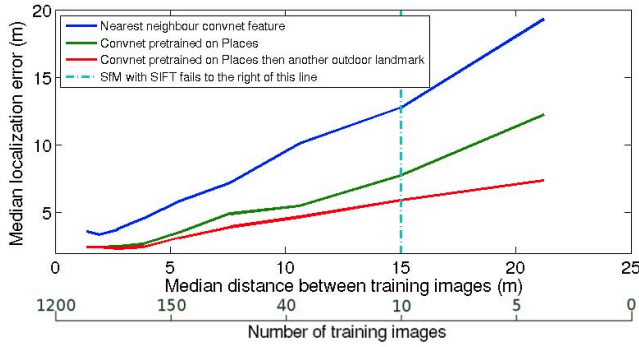 Median localization error (m)
20
15
10
5
Nearest neighbour convnet feature
Convnet pretrained on Places
Convnet pretrained on Places then another outdoor landmark
SfM with SIFT fails to the right of this line
0 5 10 15 20 25
Median distance between training images (m)
1200 150 40 10 5 0
Number of training images